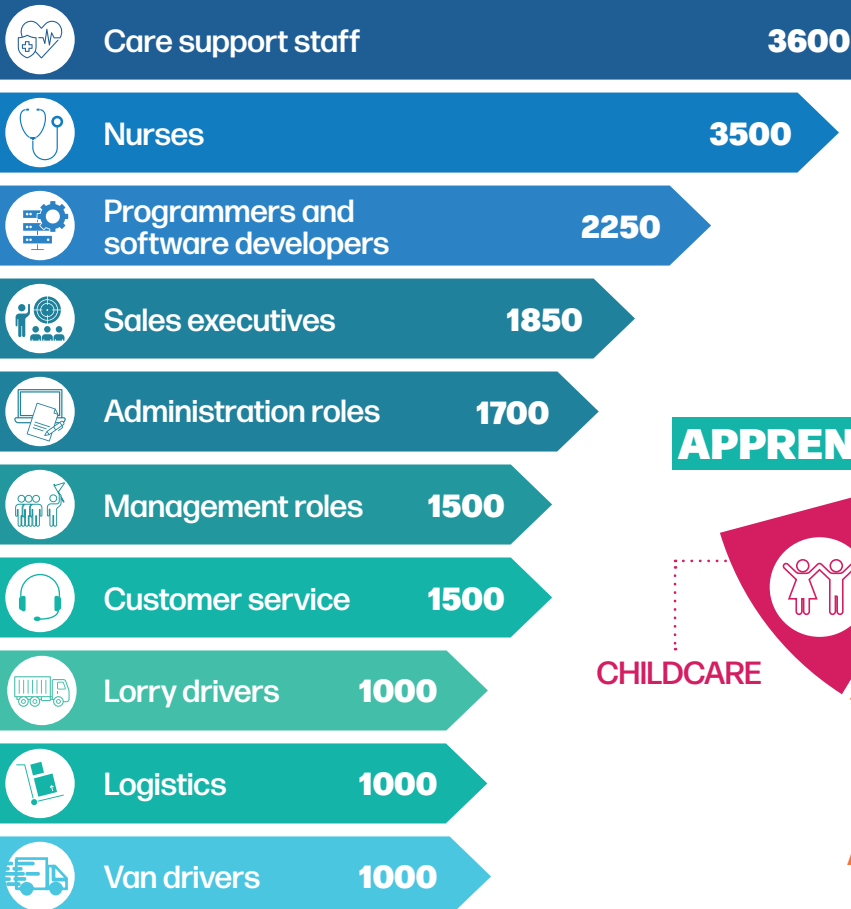 Care support staff 3600
Nurses 3500
Programmers and
software developers 2250
Sales executives 1850
Administration roles 1700
Management roles 1500
Customer service 1500
Lorry drivers 1000
Logistics 1000
Van drivers 1000
APPREN
CHILDCARE